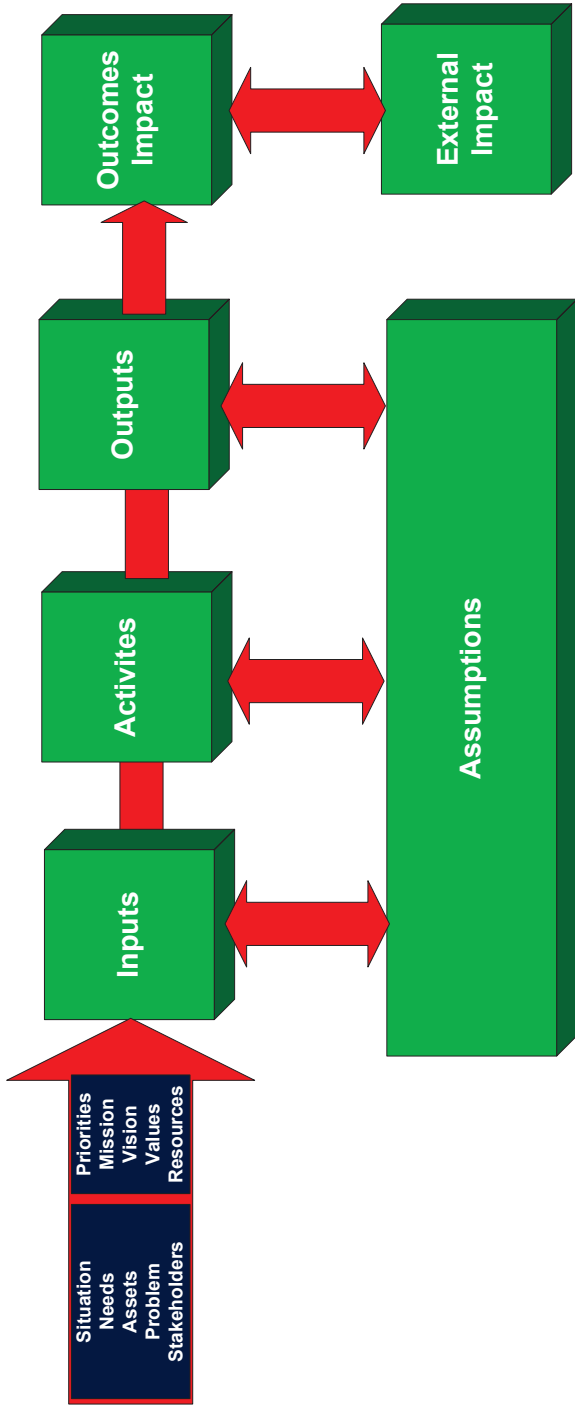 Situation
Needs
Assets
Problem
Stakeholders
Priorities
Mission
Vision
Values
Resources
Inputs
Activites
Outputs
Outcomes
Impact
Assumptions
External
Impact